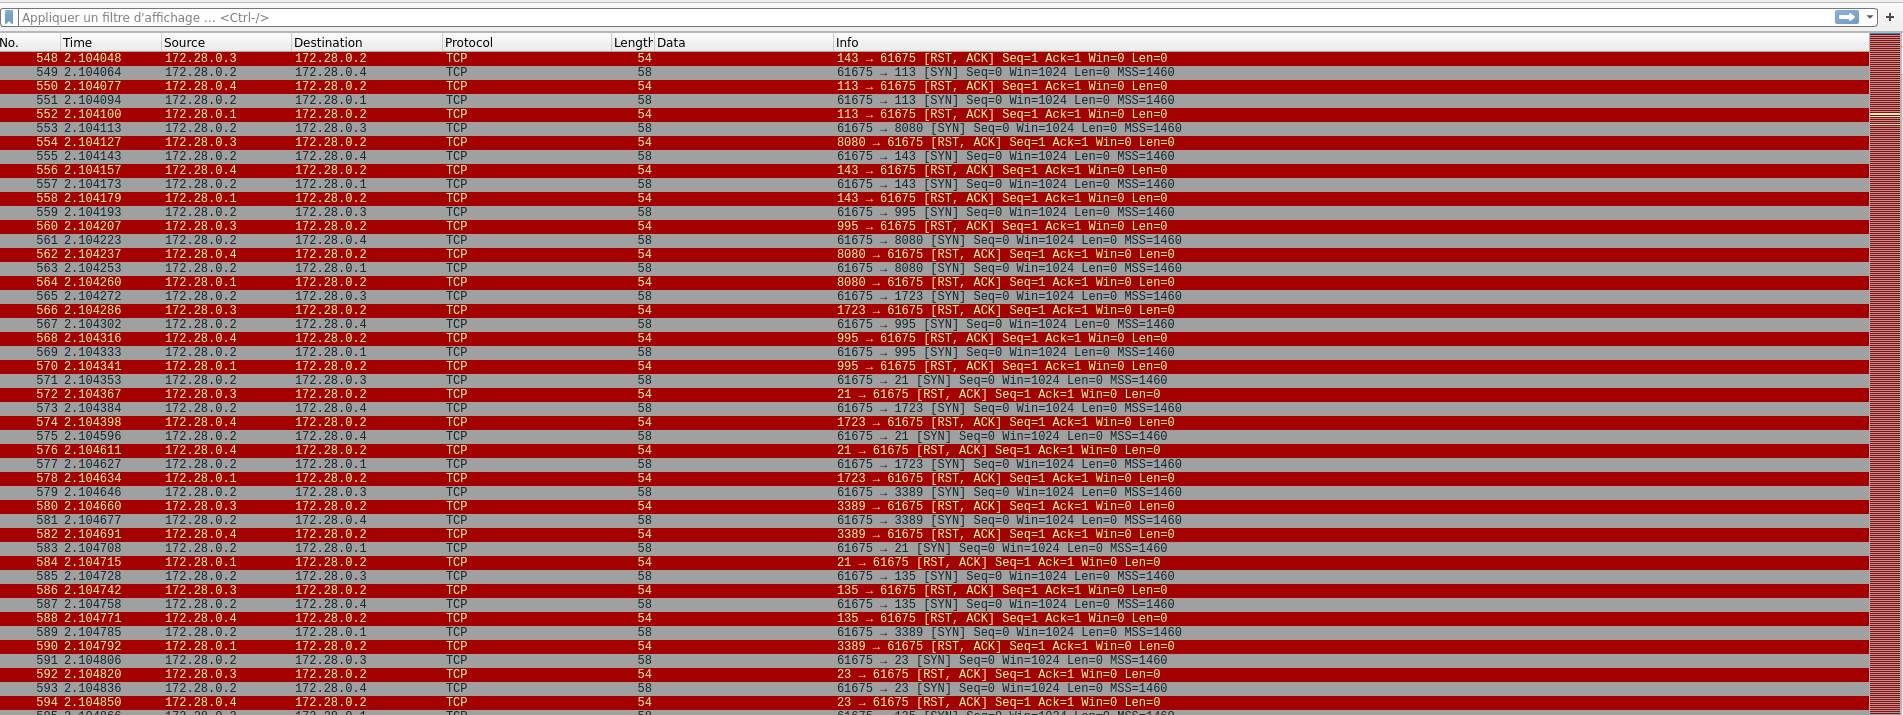 Appliquer un filtre d'affichage ... <Ctrl-/>
No. Time Source Destination Protocol Length Data Info
548 2.104048 172.28.0.3 172.28.0.2 TCP 54 143 → 61675 [RST, ACK] Seq=1 Ack=1 Win=0 Len=0
549 2.104064 172.28.0.2 172.28.0.4 TCP 58 61675 → 113 [SYN] Seq=0 Win=1024 Len=0 MSS=1460
550 2.104077 172.28.0.4 172.28.0.2 TCP 54 113 → 61675 [RST, ACK] Seq=1 Ack=1 Win=0 Len=0
551 2.104094 172.28.0.2 172.28.0.1 TCP 58 61675 → 113 [SYN] Seq=0 Win=1024 Len=0 MSS=1460
552 2.104100 172.28.0.1 172.28.0.2 TCP 54 113 → 61675 [RST, ACK] Seq=1 Ack=1 Win=0 Len=0
553 2.104113 172.28.0.2 172.28.0.3 TCP 58 61675 → 8080 [SYN] Seq=0 Win=1024 Len=0 MSS=1460
554 2.104127 172.28.0.3 172.28.0.2 TCP 54 8080 → 61675 [RST, ACK] Seq=1 Ack=1 Win=0 Len=0
555 2.104143 172.28.0.2 172.28.0.4 TCP 58 61675 → 143 [SYN] Seq=0 Win=1024 Len=0 MSS=1460
556 2.104157 172.28.0.4 172.28.0.2 TCP 54 143 → 61675 [RST, ACK] Seq=1 Ack=1 Win=0 Len=0
557 2.104173 172.28.0.2 172.28.0.1 TCP 58 61675 → 143 [SYN] Seq=0 Win=1024 Len=0 MSS=1460
558 2.104179 172.28.0.1 172.28.0.2 TCP 54 143 → 61675 [RST, ACK] Seq=1 Ack=1 Win=0 Len=0
559 2.104193 172.28.0.2 172.28.0.3 TCP 58 61675 → 995 [SYN] Seq=0 Win=1024 Len=0 MSS=1460
560 2.104207 172.28.0.3 172.28.0.2 TCP 54 995 → 61675 [RST, ACK] Seq=1 Ack=1 Win=0 Len=0
561 2.104223 172.28.0.2 172.28.0.4 TCP 58 61675 → 8080 [SYN] Seq=0 Win=1024 Len=0 MSS=1460
562 2.104237 172.28.0.4 172.28.0.2 TCP 54 8080 → 61675 [RST, ACK] Seq=1 Ack=1 Win=0 Len=0
563 2.104253 172.28.0.2 172.28.0.1 TCP 58 61675 → 8080 [SYN] Seq=0 Win=1024 Len=0 MSS=1460
564 2.104260 172.28.0.1 172.28.0.2 TCP 54 8080 → 61675 [RST, ACK] Seq=1 Ack=1 Win=0 Len=0
565 2.104272 172.28.0.2 172.28.0.3 TCP 58 61675 → 1723 [SYN] Seq=0 Win=1024 Len=0 MSS=1460
566 2.104286 172.28.0.3 172.28.0.2 TCP 54 1723 → 61675 [RST, ACK] Seq=1 Ack=1 Win=0 Len=0
567 2.104302 172.28.0.2 172.28.0.4 TCP 58 61675 → 995 [SYN] Seq=0 Win=1024 Len=0 MSS=1460
568 2.104316 172.28.0.4 172.28.0.2 TCP 54 995 → 61675 [RST, ACK] Seq=1 Ack=1 Win=0 Len=0
569 2.104333 172.28.0.2 172.28.0.1 TCP 58 61675 → 995 [SYN] Seq=0 Win=1024 Len=0 MSS=1460
570 2.104341 172.28.0.1 172.28.0.2 TCP 54 995 → 61675 [RST, ACK] Seq=1 Ack=1 Win=0 Len=0
571 2.104353 172.28.0.2 172.28.0.3 TCP 58 61675 → 21 [SYN] Seq=0 Win=1024 Len=0 MSS=1460
572 2.104367 172.28.0.3 172.28.0.2 TCP 54 21 → 61675 [RST, ACK] Seq=1 Ack=1 Win=0 Len=0
573 2.104384 172.28.0.2 172.28.0.4 TCP 58 61675 → 1723 [SYN] Seq=0 Win=1024 Len=0 MSS=1460
574 2.104398 172.28.0.4 172.28.0.2 TCP 54 1723 → 61675 [RST, ACK] Seq=1 Ack=1 Win=0 Len=0
575 2.104596 172.28.0.2 172.28.0.4 TCP 58 61675 → 21 [SYN] Seq=0 Win=1024 Len=0 MSS=1460
576 2.104611 172.28.0.4 172.28.0.2 TCP 54 21 → 61675 [RST, ACK] Seq=1 Ack=1 Win=0 Len=0
577 2.104627 172.28.0.2 172.28.0.1 TCP 58 61675 → 1723 [SYN] Seq=0 Win=1024 Len=0 MSS=1460
578 2.104634 172.28.0.1 172.28.0.2 TCP 54 1723 → 61675 [RST, ACK] Seq=1 Ack=1 Win=0 Len=0
579 2.104646 172.28.0.2 172.28.0.3 TCP 58 61675 → 3389 [SYN] Seq=0 Win=1024 Len=0 MSS=1460
580 2.104660 172.28.0.3 172.28.0.2 TCP 54 3389 → 61675 [RST, ACK] Seq=1 Ack=1 Win=0 Len=0
581 2.104677 172.28.0.2 172.28.0.4 TCP 58 61675 → 3389 [SYN] Seq=0 Win=1024 Len=0 MSS=1460
582 2.104691 172.28.0.4 172.28.0.2 TCP 54 3389 → 61675 [RST, ACK] Seq=1 Ack=1 Win=0 Len=0
583 2.104708 172.28.0.2 172.28.0.1 TCP 58 61675 → 21 [SYN] Seq=0 Win=1024 Len=0 MSS=1460
584 2.104715 172.28.0.1 172.28.0.2 TCP 54 21 → 61675 [RST, ACK] Seq=1 Ack=1 Win=0 Len=0
585 2.104728 172.28.0.2 172.28.0.3 TCP 58 61675 → 135 [SYN] Seq=0 Win=1024 Len=0 MSS=1460
586 2.104742 172.28.0.3 172.28.0.2 TCP 54 135 → 61675 [RST, ACK] Seq=1 Ack=1 Win=0 Len=0
587 2.104758 172.28.0.2 172.28.0.4 TCP 58 61675 → 135 [SYN] Seq=0 Win=1024 Len=0 MSS=1460
588 2.104771 172.28.0.4 172.28.0.2 TCP 54 135 → 61675 [RST, ACK] Seq=1 Ack=1 Win=0 Len=0
589 2.104785 172.28.0.2 172.28.0.1 TCP 58 61675 → 3389 [SYN] Seq=0 Win=1024 Len=0 MSS=1460
590 2.104792 172.28.0.1 172.28.0.2 TCP 54 3389 → 61675 [RST, ACK] Seq=1 Ack=1 Win=0 Len=0
591 2.104806 172.28.0.2 172.28.0.3 TCP 58 61675 → 23 [SYN] Seq=0 Win=1024 Len=0 MSS=1460
592 2.104820 172.28.0.3 172.28.0.2 TCP 54 23 → 61675 [RST, ACK] Seq=1 Ack=1 Win=0 Len=0
593 2.104836 172.28.0.2 172.28.0.4 TCP 58 61675 → 23 [SYN] Seq=0 Win=1024 Len=0 MSS=1460
594 2.104850 172.28.0.4 172.28.0.2 TCP 54 23 → 61675 [RST, ACK] Seq=1 Ack=1 Win=0 Len=0